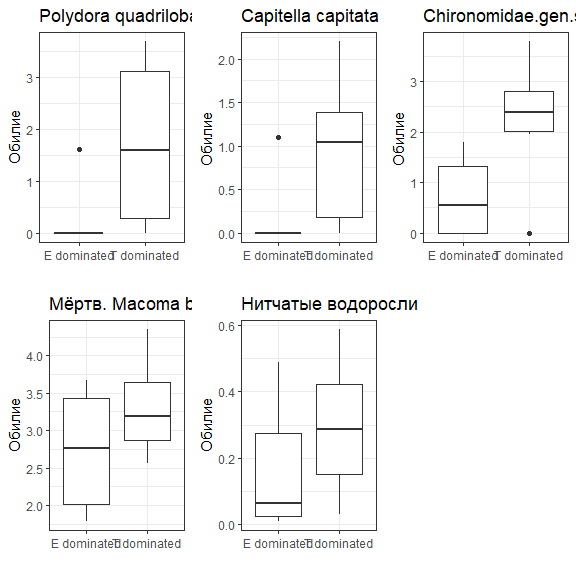 Polydora quadriloba
Capitella capitata
Chironomidae.gen.s
Обилие
3
2
1
0
E dominated
T dominated
Обилие
2.0
1.5
1.0
0.5
0.0
E dominated
T dominated
Обилие
3
2
1
0
E dominated
T dominated
Мёртв. Macoma b
Нитчатые водоросли
Обилие
4.0
3.5
3.0
2.5
2.0
E dominated
T dominated
Обилие
0.6
0.4
0.2
0.0
E dominated
T dominated